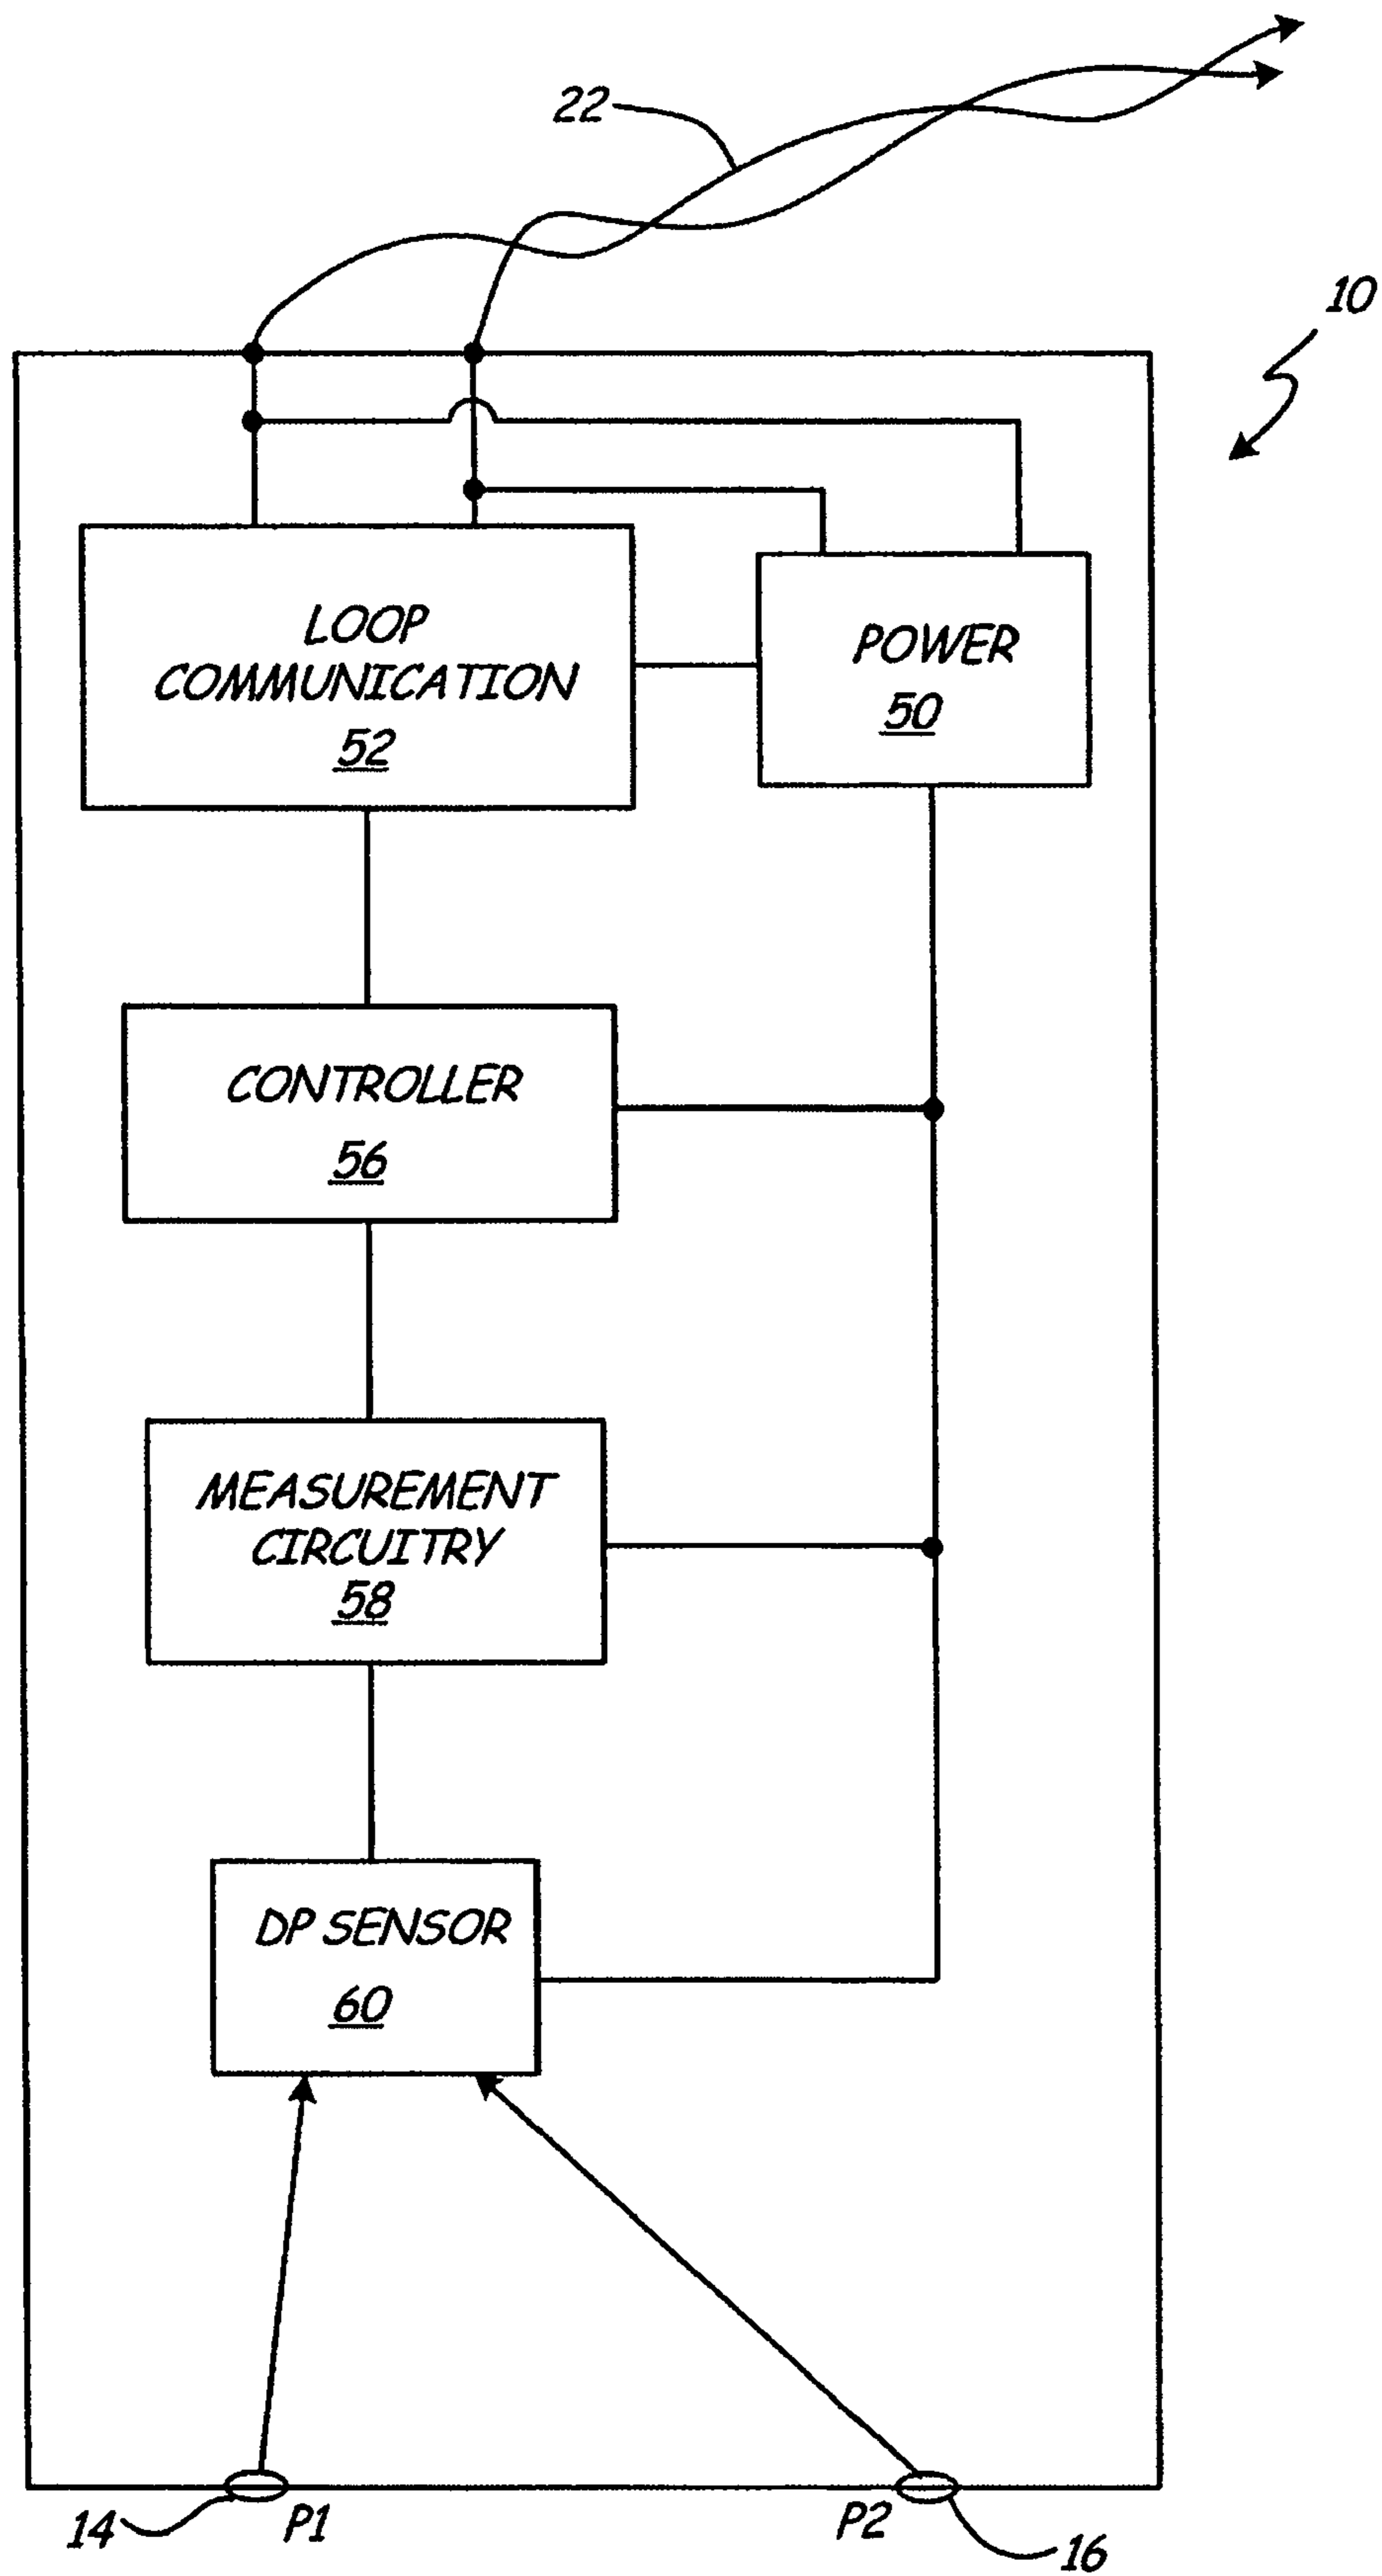 22
10
LOOP
COMMUNICATION
52
POWER
50
CONTROLLER
56
MEASUREMENT
CIRCUITRY
58
DP SENSOR
60
14
P1
P2
16